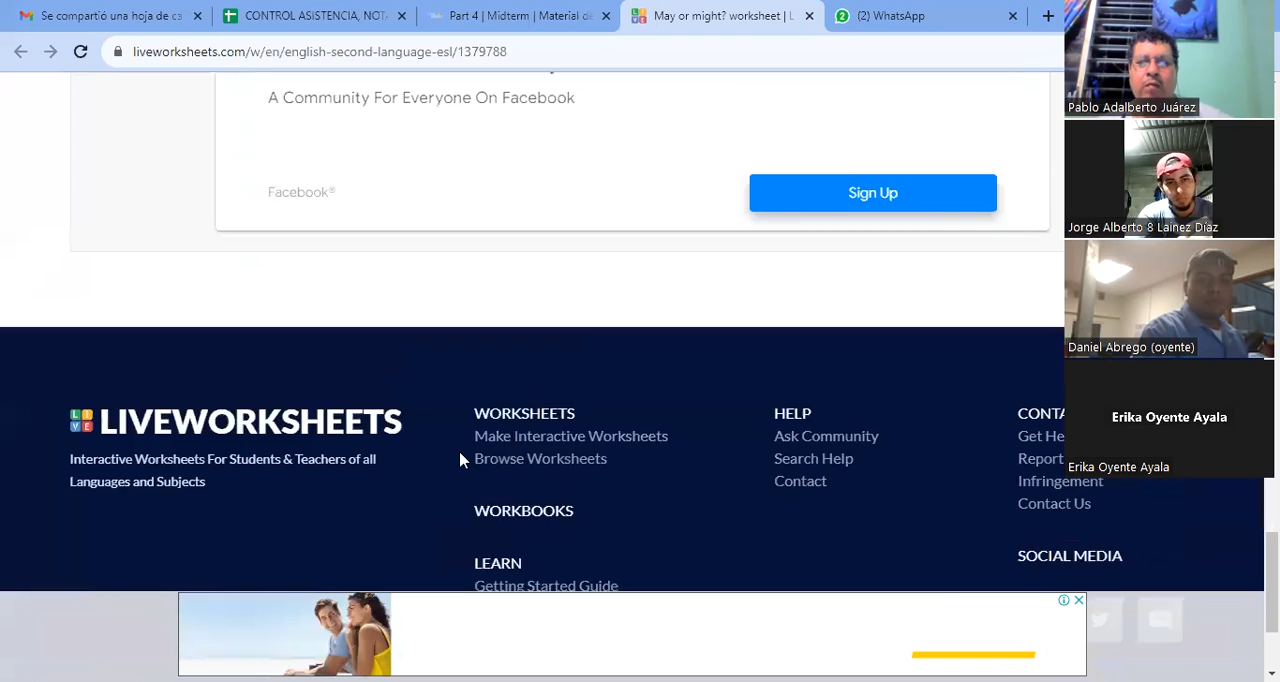 Se compartió una hoja de cs
CONTROL ASISTENCIA, NOTA
Part 4 | Midterm | Material de
May or might? worksheet | L
2 (2) WhatsApp
liveworksheets.com/w/en/english-second-language-esl/1379788
A Community For Everyone On Facebook
Facebook®
Sign Up
Pablo Adalberto Juárez
Jorge Alberto 8 Lainez Díaz
Daniel Abrego (oyente)
Erika Oyente Ayala
Erika Oyente Ayala
LIVE LIVEWORKSHEETS
Interactive Worksheets For Students & Teachers of all
Languages and Subjects
WORKSHEETS
Make Interactive Worksheets
Browse Worksheets
WORKBOOKS
LEARN
Getting Started Guide
HELP
Ask Community
Search Help
Contact
CONTA
Get He
Report
Infringement
Contact Us
SOCIAL MEDIA